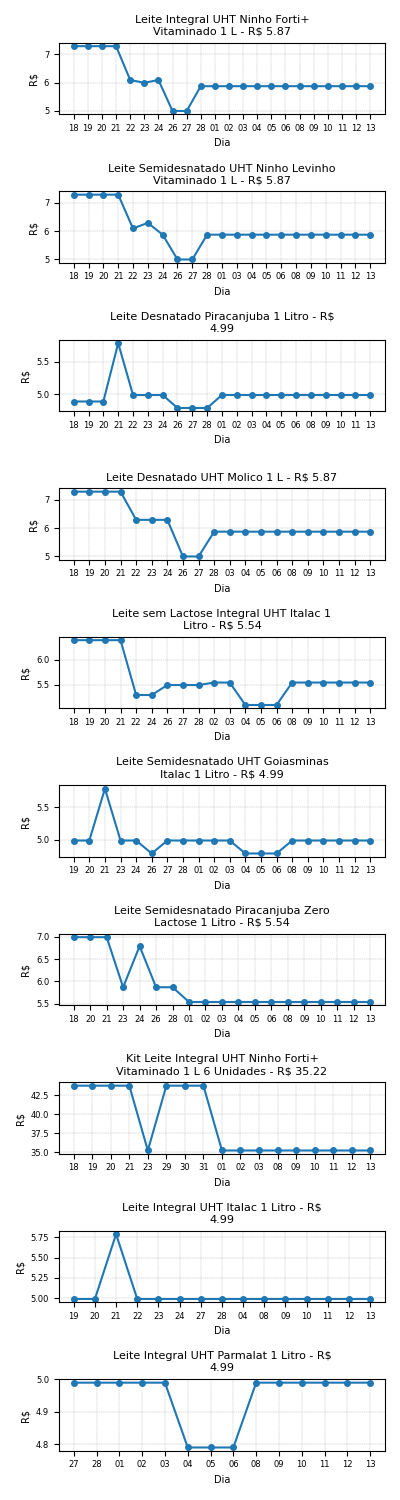 Leite Integral UHT Ninho Forti+
Vitaminado 1 L - R$ 5.87
7
6
5
R$
18 19 20 21 22 23 24 26 27 28 01 02 03 04 05 06 08 09 10 11 12 13
Dia
Leite Semidesnatado UHT Ninho Levinho
Vitaminado 1 L - R$ 5.87
7
6
5
R$
18 19 20 21 22 23 24 26 27 28 01 02 03 04 05 06 08 09 10 11 12 13
Dia
Leite Desnatado Piracanjuba 1 Litro - R$
4.99
5.5
5.0
R$
18 19 20 21 22 23 24 26 27 28 01 02 03 04 05 06 08 09 10 11 12 13
Dia
Leite Desnatado UHT Molico 1 L - R$ 5.87
7
6
5
R$
18 19 20 21 22 23 24 26 27 28 03 04 05 06 08 09 10 11 12 13
Dia
Leite sem Lactose Integral UHT Italac 1
Litro - R$ 5.54
6.0
5.5
R$
18 19 20 21 22 24 26 27 28 02 03 04 05 06 08 09 10 11 12 13
Dia
Leite Semidesnatado UHT Goiasminas
Italac 1 Litro - R$ 4.99
5.5
5.0
R$
19 20 21 23 24 26 27 28 01 02 03 04 05 06 08 09 10 11 12 13
Dia
Leite Semidesnatado Piracanjuba Zero
Lactose 1 Litro - R$ 5.54
7.0
6.5
6.0
5.5
R$
18 20 21 23 24 26 28 01 02 03 04 05 06 08 09 10 11 12 13
Dia
Kit Leite Integral UHT Ninho Forti+
Vitaminado 1 L 6 Unidades - R$ 35.22
42.5
40.0
37.5
35.0
R$
18 19 20 21 23 29 30 31 01 02 03 08 09 10 11 12 13
Dia
Leite Integral UHT Italac 1 Litro - R$
4.99
5.75
5.50
5.25
5.00
R$
19 20 21 22 23 24 27 28 04 08 09 10 11 12 13
Dia
Leite Integral UHT Parmalat 1 Litro - R$
4.99
5.0
4.9
4.8
R$
27 28 01 02 03 04 05 06 08 09 10 11 12 13
Dia